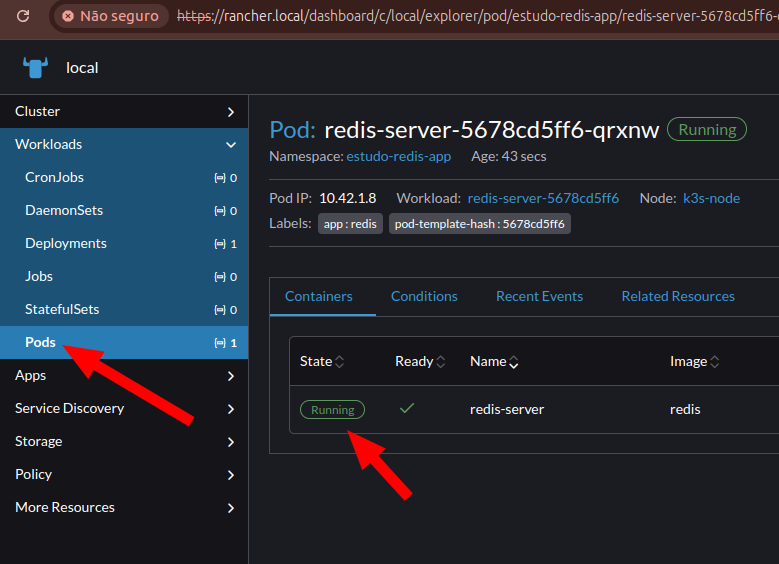 Não seguro https://rancher.local/dashboard/c/local/explorer/pod/estudo-redis-app/redis-server-5678cd5ff6-
local
Cluster
Workloads
CronJobs 0
DaemonSets 0
Deployments 1
Jobs 0
StatefulSets 0
Pods 1
Apps
Service Discovery
Storage
Policy
More Resources
Pod: redis-server-5678cd5ff6-qrxnw Running
Namespace: estudo-redis-app Age: 43 secs
Pod IP: 10.42.1.8 Workload: redis-server-5678cd5ff6 Node: k3s-node
Labels: app : redis pod-template-hash : 5678cd5ff6
Containers Conditions Recent Events Related Resources
State Ready Name Image
Running redis-server redis